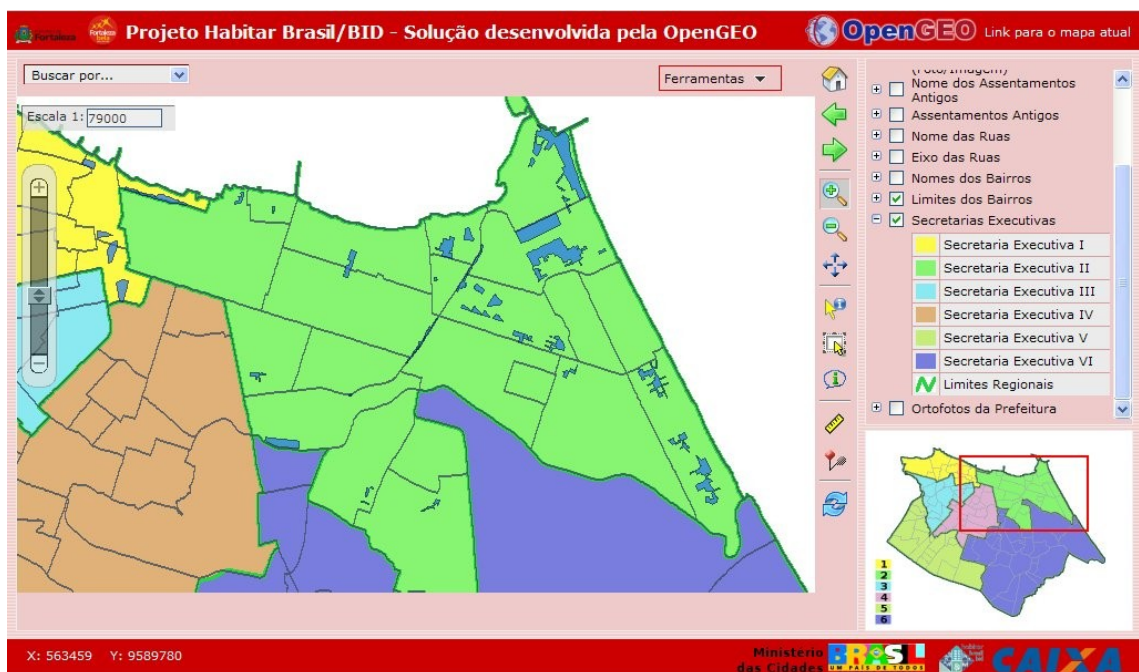 Fortaleza
Fortaleza
Projeto Habitar Brasil/BID - Solução desenvolvida pela OpenGEO
OpenGEO
Link para o mapa atual
Buscar por...
Ferramentas
Escala 1: 79000
(Foto/Imagem)
Nome dos Assentamentos
Antigos
Assentamentos Antigos
Nome das Ruas
Eixo das Ruas
Nomes dos Bairros
Limites dos Bairros
Secretarias Executivas
Secretaria Executiva I
Secretaria Executiva II
Secretaria Executiva III
Secretaria Executiva IV
Secretaria Executiva V
Secretaria Executiva VI
Limites Regionais
Ortofotos da Prefeitura
1
2
3
4
5
6
X: 563459 Y: 9589780
Ministério
das Cidades
BRASIL
UM PAÍS DE TODOS
CAIXA